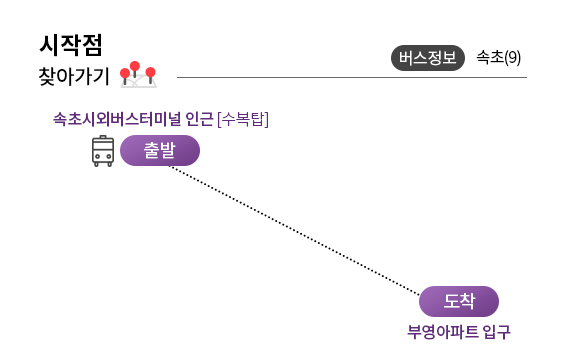 시작점
찾아가기
버스정보 속초(9)
속초시외버스터미널 인근 [수복탑]
출발
도착
부영아파트 입구